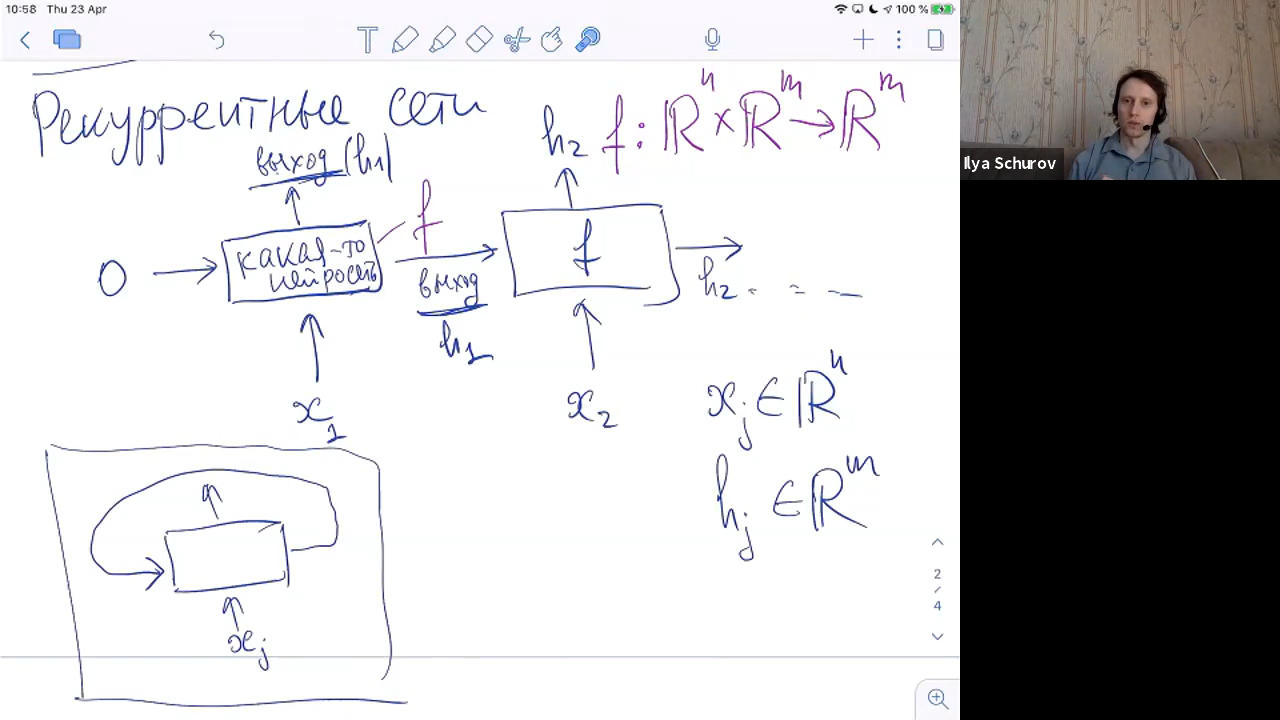 10:58 Thu 23 Apr 100 %
Рекуррентные сети
h₂ f : ℝⁿ × ℝᵐ → ℝᵐ
выход (h₁)
f
0 какая-то нейросеть
выход
h₁
f
h₂ . . .
x₁
x₂
xⱼ ∈ ℝⁿ
hⱼ ∈ ℝᵐ
xⱼ
2
/
4
Ilya Schurov